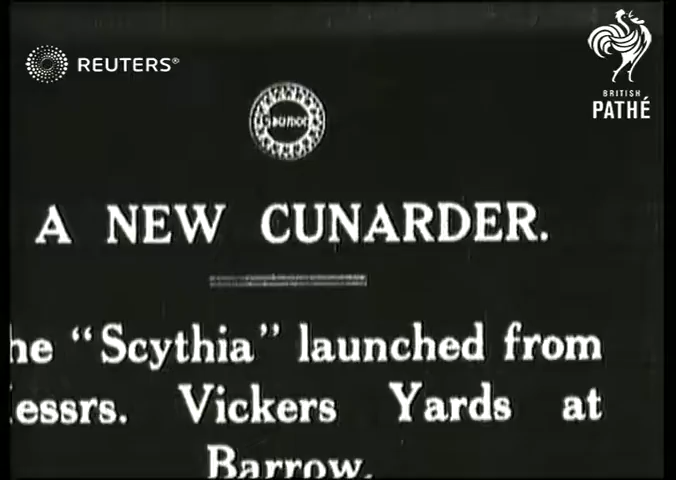 REUTERS®
BRITISH
PATHÉ
A NEW CUNARDER.
he "Scythia" launched from
essrs. Vickers Yards at
Barrow.